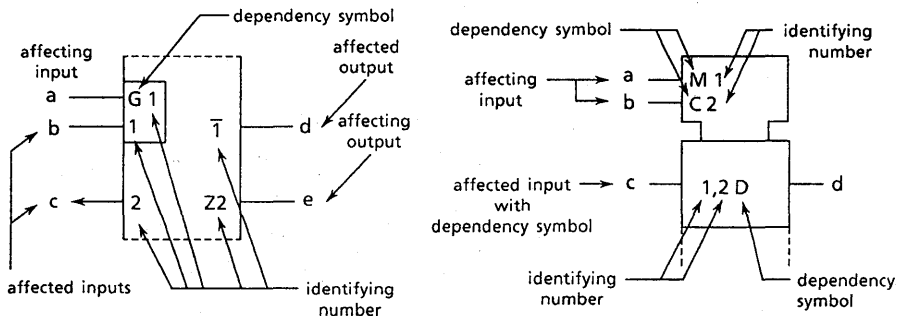 dependency symbol
affecting
input
affected
output
a
G 1
b
1
1̅
d
affecting
output
c
2
Z2
e
affected inputs
identifying
number
dependency symbol
identifying
number
affecting
input
a
M 1
b
C 2
affected input
with
dependency symbol
c
1,2 D
d
identifying
number
dependency
symbol